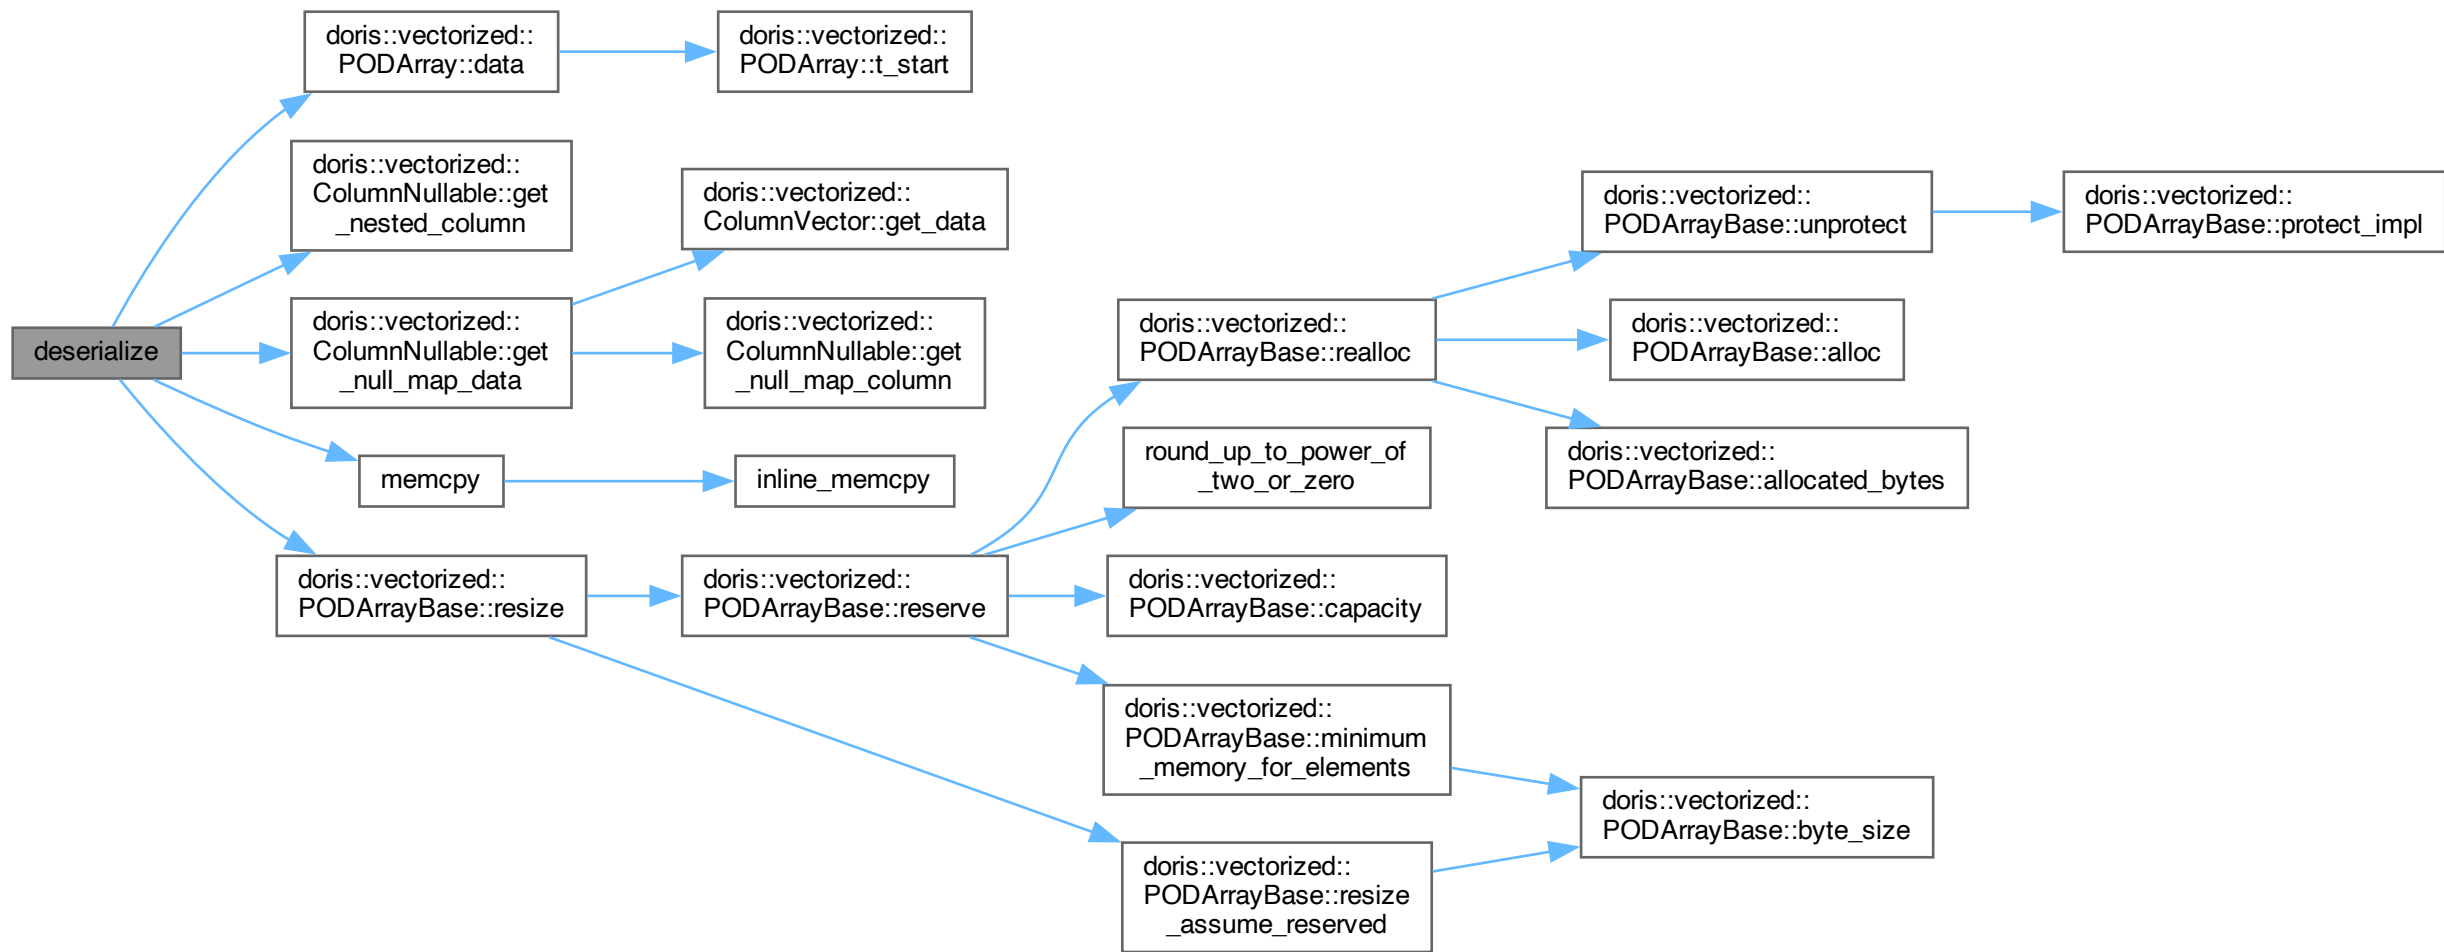 deserialize
doris::vectorized::
PODArray::data
doris::vectorized::
PODArray::t_start
doris::vectorized::
ColumnNullable::get
_nested_column
doris::vectorized::
ColumnNullable::get
_null_map_data
doris::vectorized::
ColumnVector::get_data
doris::vectorized::
ColumnNullable::get
_null_map_column
memcpy
inline_memcpy
doris::vectorized::
PODArrayBase::resize
doris::vectorized::
PODArrayBase::reserve
doris::vectorized::
PODArrayBase::realloc
doris::vectorized::
PODArrayBase::unprotect
doris::vectorized::
PODArrayBase::protect_impl
doris::vectorized::
PODArrayBase::alloc
doris::vectorized::
PODArrayBase::allocated_bytes
round_up_to_power_of
_two_or_zero
doris::vectorized::
PODArrayBase::capacity
doris::vectorized::
PODArrayBase::minimum
_memory_for_elements
doris::vectorized::
PODArrayBase::byte_size
doris::vectorized::
PODArrayBase::resize
_assume_reserved